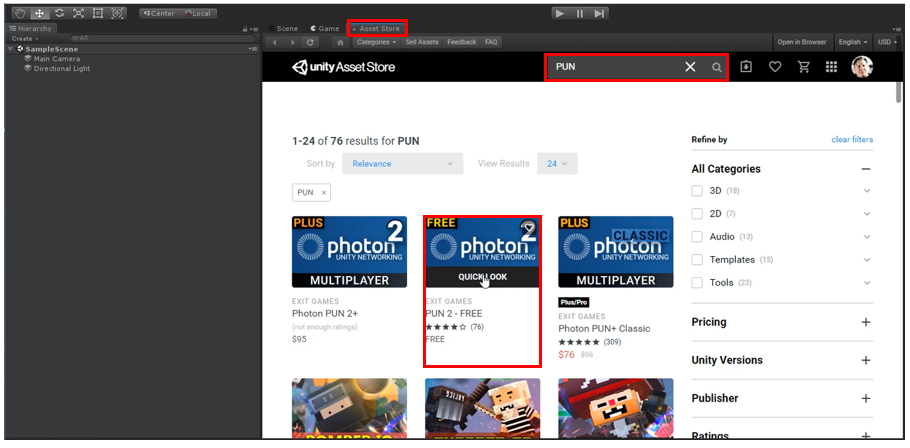 Center Local
Hierarchy
Scene Game Asset Store
Create All
Categories Sell Assets Feedback FAQ
Open in Browser English USD
SampleScene
Main Camera
Directional Light
unity Asset Store
PUN
1-24 of 76 results for PUN
Sort by Relevance View Results 24
PUN ×
Refine by clear filters
All Categories
3D (18)
2D (7)
Audio (13)
Templates (15)
Tools (23)
Pricing
Unity Versions
Publisher
Ratings
PLUS
2
photon
UNITY NETWORKING
MULTIPLAYER
EXIT GAMES
Photon PUN 2+
(not enough ratings)
$95
FREE
2
photon
UNITY NETWORKING
QUICK LOOK
EXIT GAMES
PUN 2 - FREE
(76)
FREE
PLUS
CLASSIC
photon
UNITY NETWORKING
MULTIPLAYER
Plus/Pro
EXIT GAMES
Photon PUN+ Classic
(309)
$76 $95